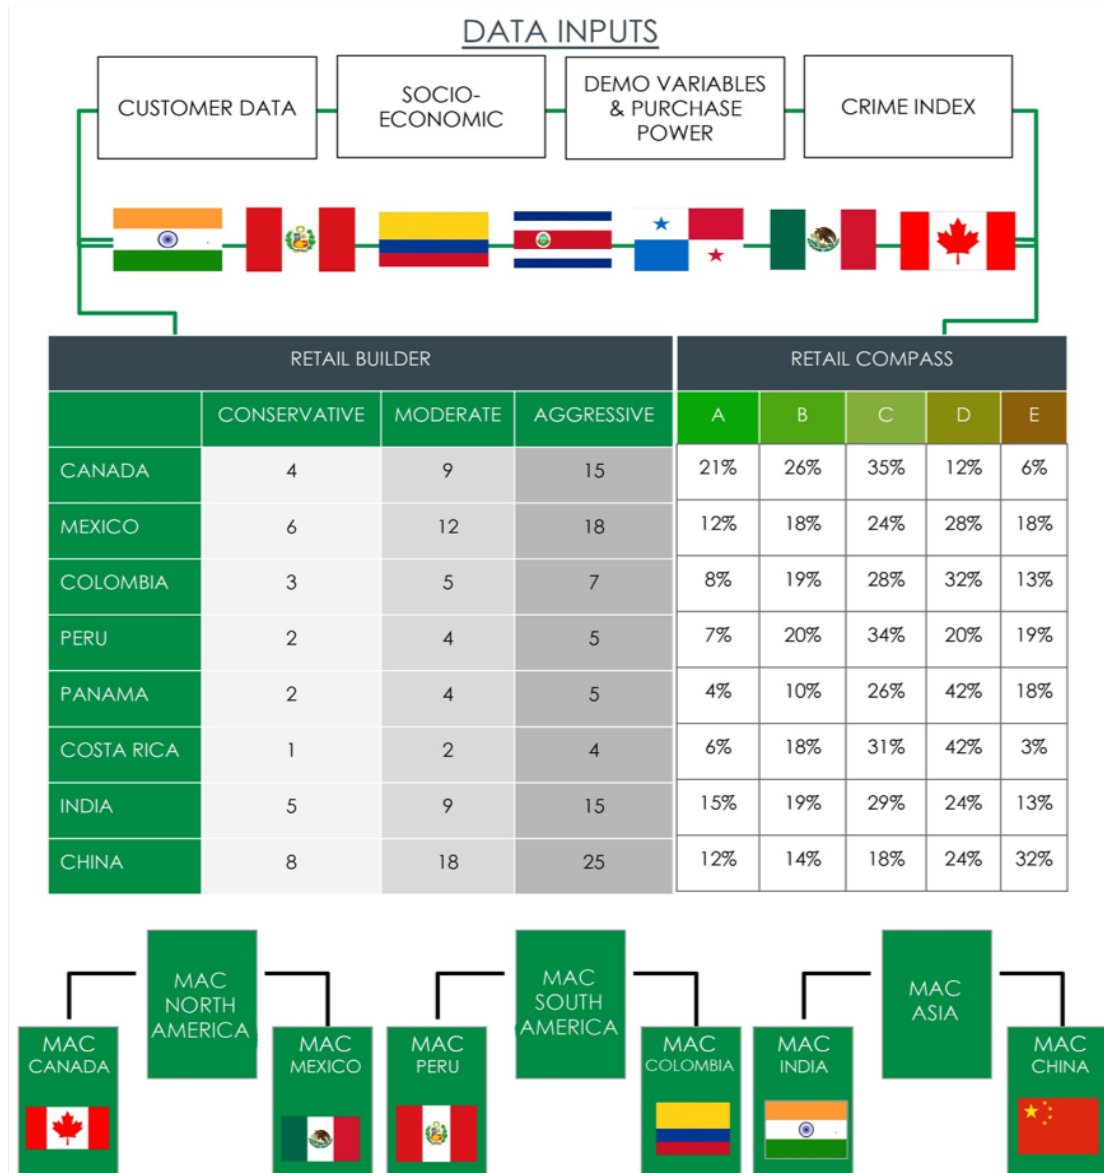 DATA INPUTS
CUSTOMER DATA
SOCIO-
ECONOMIC
DEMO VARIABLES
& PURCHASE
POWER
CRIME INDEX
RETAIL BUILDER
RETAIL COMPASS
CONSERVATIVE MODERATE AGGRESSIVE A B C D E
CANADA 4 9 15 21% 26% 35% 12% 6%
MEXICO 6 12 18 12% 18% 24% 28% 18%
COLOMBIA 3 5 7 8% 19% 28% 32% 13%
PERU 2 4 5 7% 20% 34% 20% 19%
PANAMA 2 4 5 4% 10% 26% 42% 18%
COSTA RICA 1 2 4 6% 18% 31% 42% 3%
INDIA 5 9 15 15% 19% 29% 24% 13%
CHINA 8 18 25 12% 14% 18% 24% 32%
MAC
NORTH
AMERICA
MAC
SOUTH
AMERICA
MAC
ASIA
MAC
CANADA
MAC
MEXICO
MAC
PERU
MAC
COLOMBIA
MAC
INDIA
MAC
CHINA